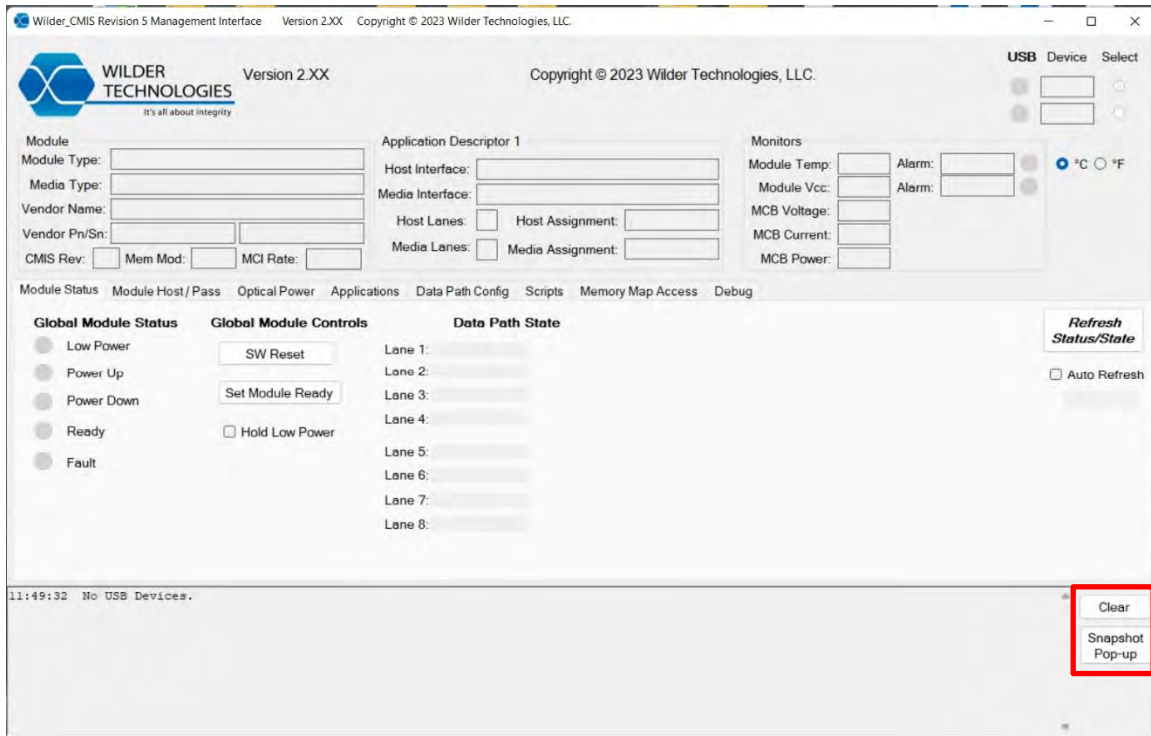 Wilder_CMIS Revision 5 Management Interface Version 2.XX Copyright © 2023 Wilder Technologies, LLC.
WILDER
TECHNOLOGIES
It's all about integrity
Version 2.XX
Copyright © 2023 Wilder Technologies, LLC.
USB Device Select
Module
Module Type:
Media Type:
Vendor Name:
Vendor Pn/Sn:
CMIS Rev: Mem Mod: MCI Rate:
Application Descriptor 1
Host Interface:
Media Interface:
Host Lanes: Host Assignment:
Media Lanes: Media Assignment:
Monitors
Module Temp: Alarm:
Module Vcc: Alarm:
MCB Voltage:
MCB Current:
MCB Power:
°C °F
Module Status Module Host / Pass Optical Power Applications Data Path Config Scripts Memory Map Access Debug
Global Module Status
Low Power
Power Up
Power Down
Ready
Fault
Global Module Controls
SW Reset
Set Module Ready
Hold Low Power
Data Path State
Lane 1:
Lane 2:
Lane 3:
Lane 4:
Lane 5:
Lane 6:
Lane 7:
Lane 8:
Refresh
Status/State
Auto Refresh
11:49:32 No USB Devices.
Clear
Snapshot
Pop-up